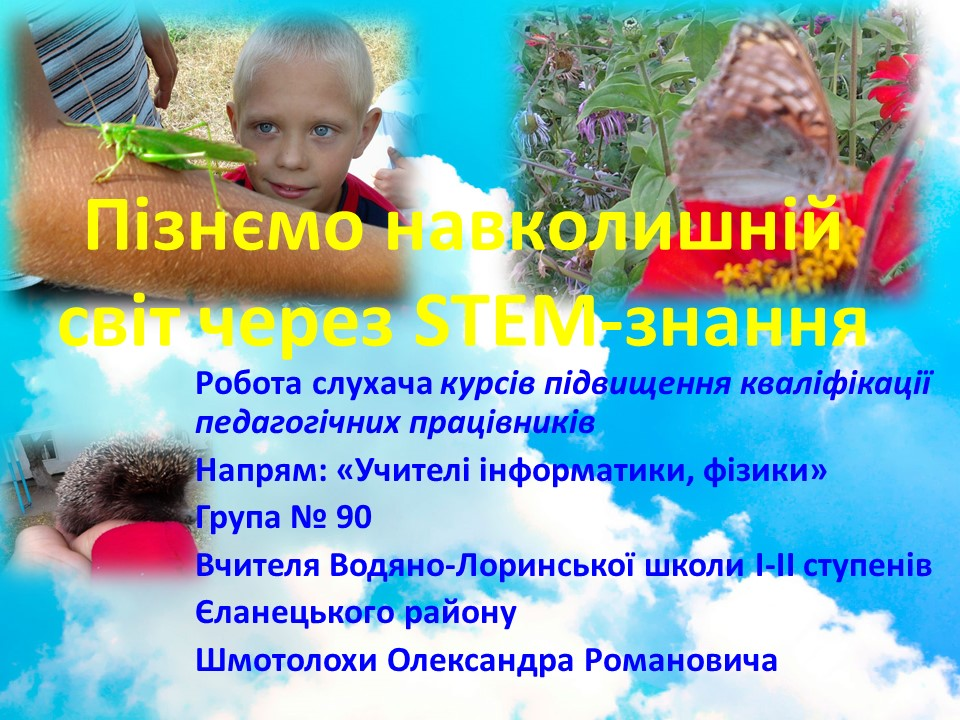 Пізнємо навколишній
світ через STEM-знання
Робота слухача курсів підвищення кваліфікації
педагогічних працівників
Напрям: «Учителі інформатики, фізики»
Група № 90
Вчителя Водяно-Лоринської школи І-ІІ ступенів
Єланецького району
Шмотолохи Олександра Романовича